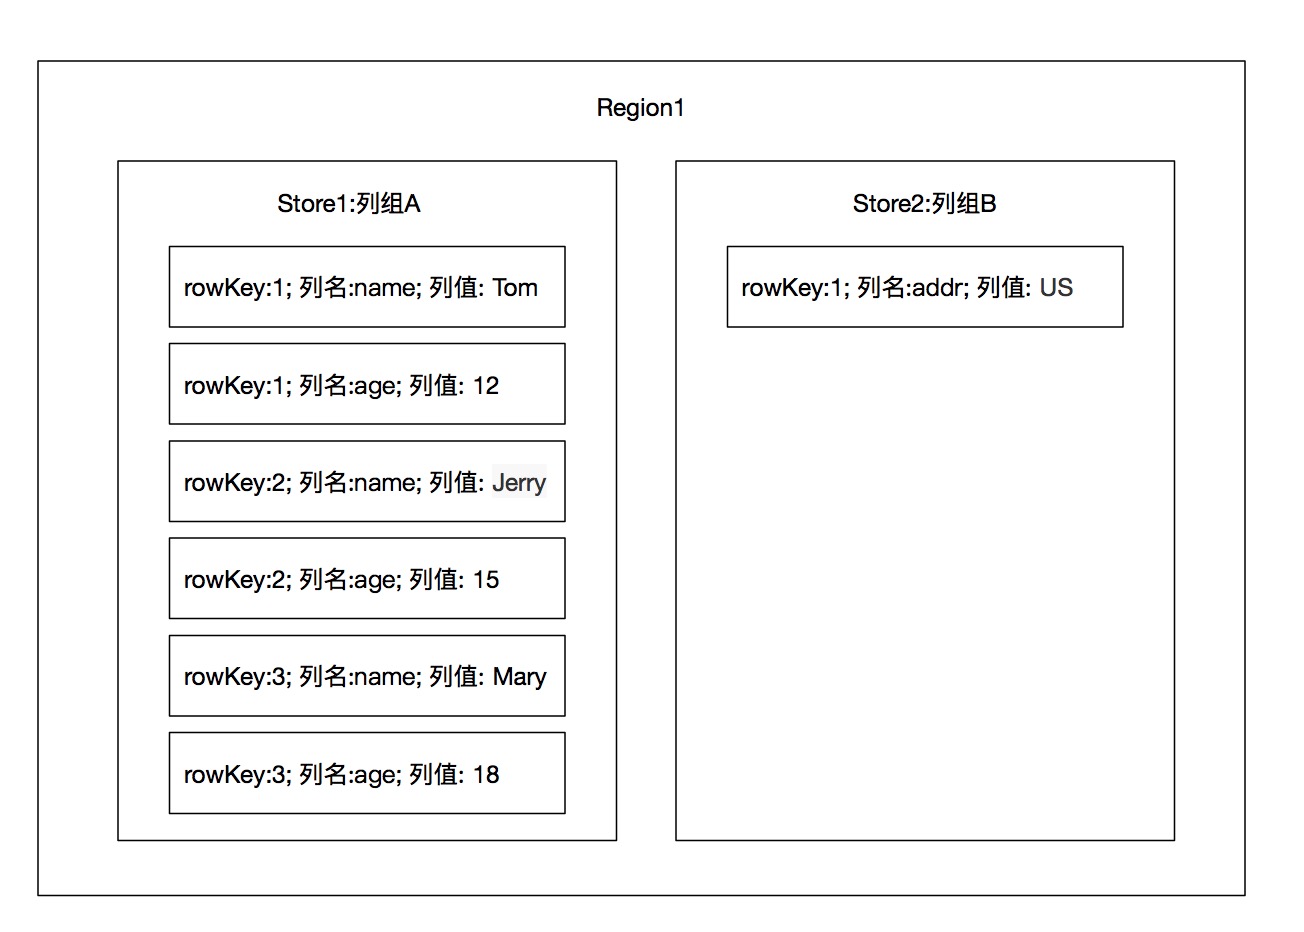 Region1
Store1:列组A
rowKey:1; 列名:name; 列值: Tom
rowKey:1; 列名:age; 列值: 12
rowKey:2; 列名:name; 列值: Jerry
rowKey:2; 列名:age; 列值: 15
rowKey:3; 列名:name; 列值: Mary
rowKey:3; 列名:age; 列值: 18
Store2:列组B
rowKey:1; 列名:addr; 列值: US